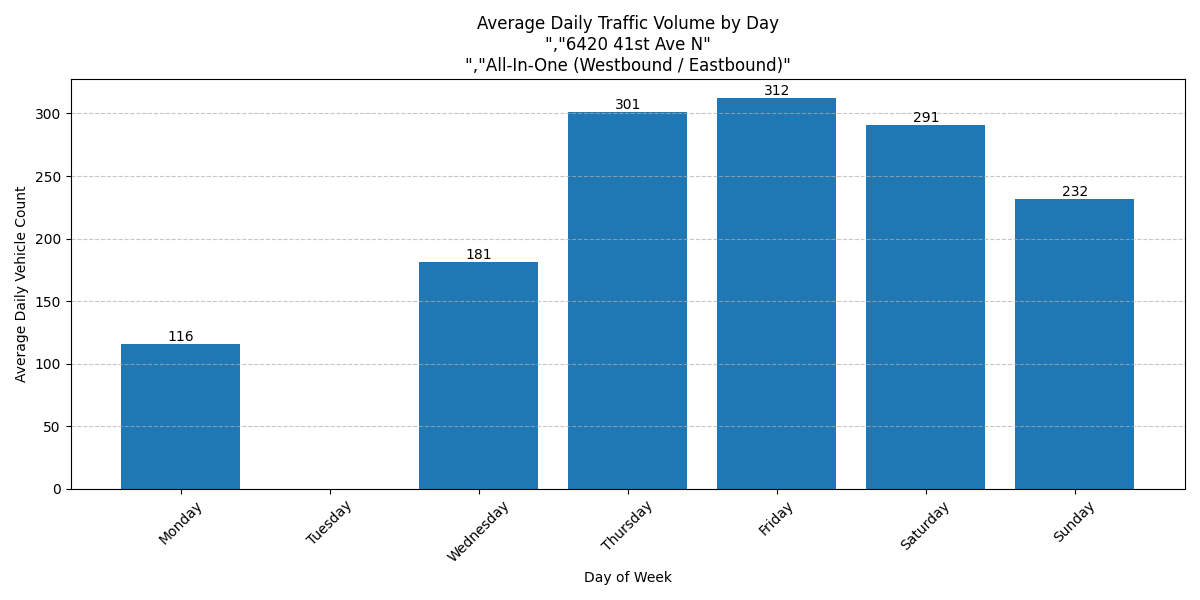 Average Daily Traffic Volume by Day
","6420 41st Ave N"
","All-In-One (Westbound / Eastbound)"
Average Daily Vehicle Count
300
250
200
150
100
50
0
116
181
301
312
291
232
Monday
Tuesday
Wednesday
Thursday
Friday
Saturday
Sunday
Day of Week